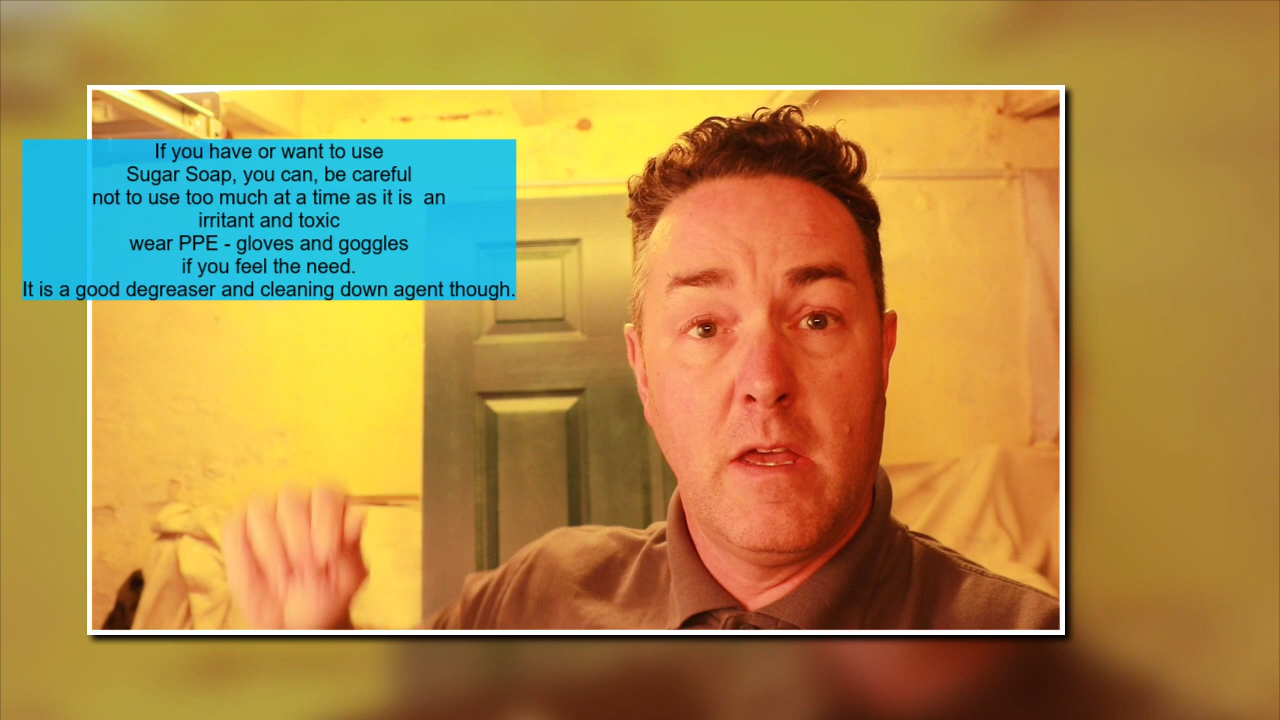 If you have or want to use
Sugar Soap, you can, be careful
not to use too much at a time as it is  an
irritant and toxic
wear PPE - gloves and goggles
if you feel the need.
It is a good degreaser and cleaning down agent though.